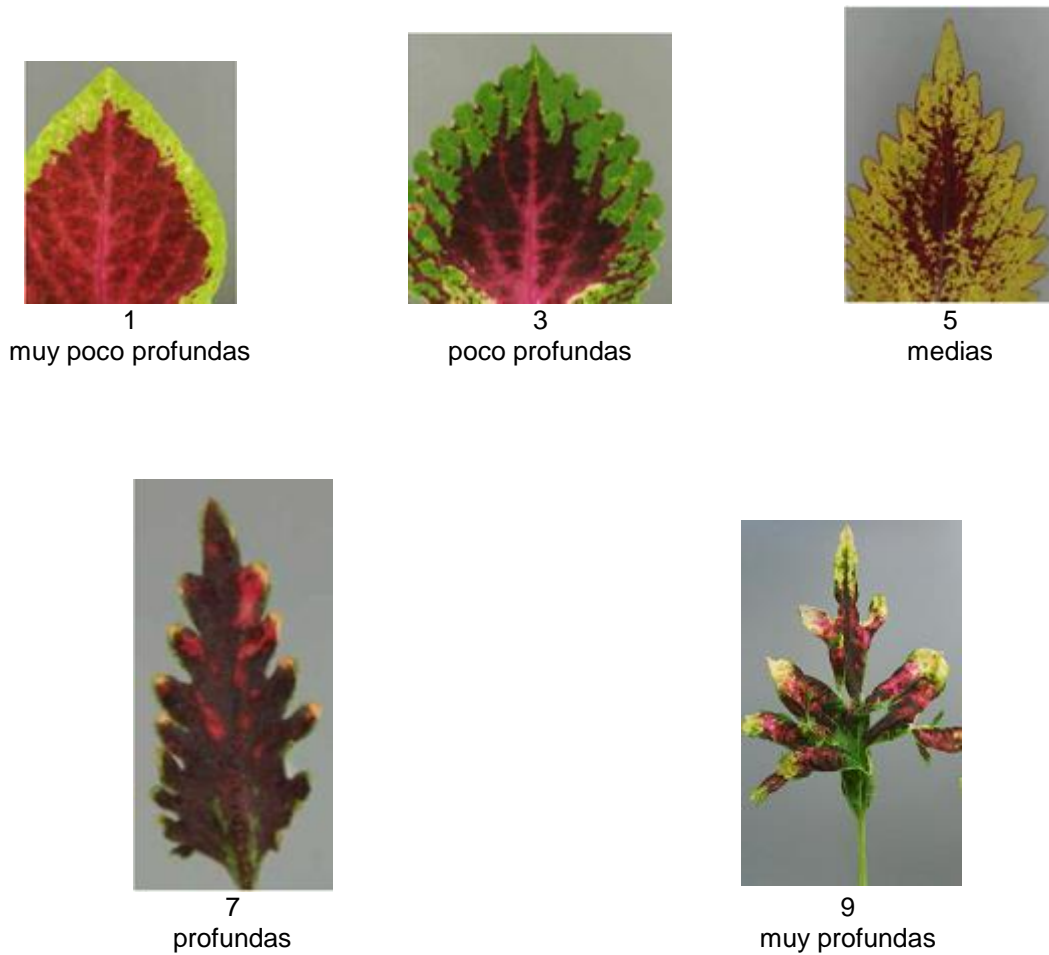 1
muy poco profundas
3
poco profundas
5
medias
7
profundas
9
muy profundas